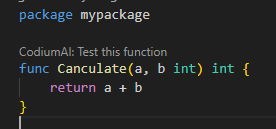 package mypackage
CodiumAI: Test this function
func Canculate(a, b int) int {
return a + b
}